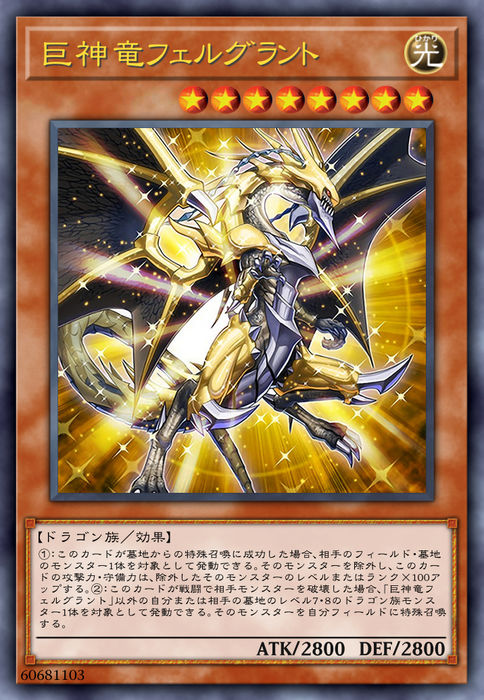 巨神竜フェルグラント
ひかり
光
【ドラゴン族／効果】
①：このカードが墓地からの特殊召喚に成功した場合、相手のフィールド・墓地
のモンスター1体を対象として発動できる。そのモンスターを除外し、このカー
ドの攻撃力・守備力は、除外したそのモンスターのレベルまたはランク×100ア
ップする。②：このカードが戦闘で相手モンスターを破壊した場合、「巨神竜フ
ェルグラント」以外の自分または相手の墓地のレベル7・8のドラゴン族モンス
ター1体を対象として発動できる。そのモンスターを自分フィールドに特殊召喚
する。
ATK/2800 DEF/2800
60681103